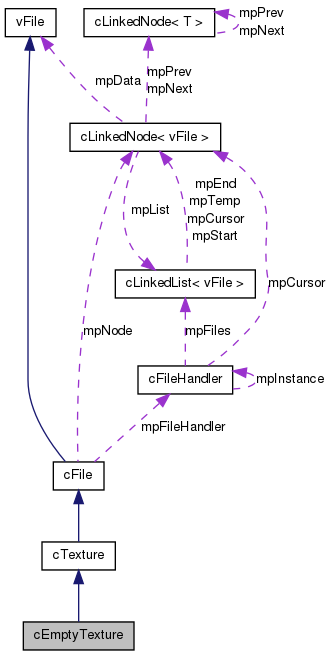 vFile
cLinkedNode< T >
mpPrev
mpNext
mpData
mpPrev
mpNext
cLinkedNode< vFile >
mpList
mpEnd
mpTemp
mpCursor
mpStart
cLinkedList< vFile >
mpCursor
mpNode
mpFiles
cFileHandler
mpInstance
mpFileHandler
cFile
cTexture
cEmptyTexture